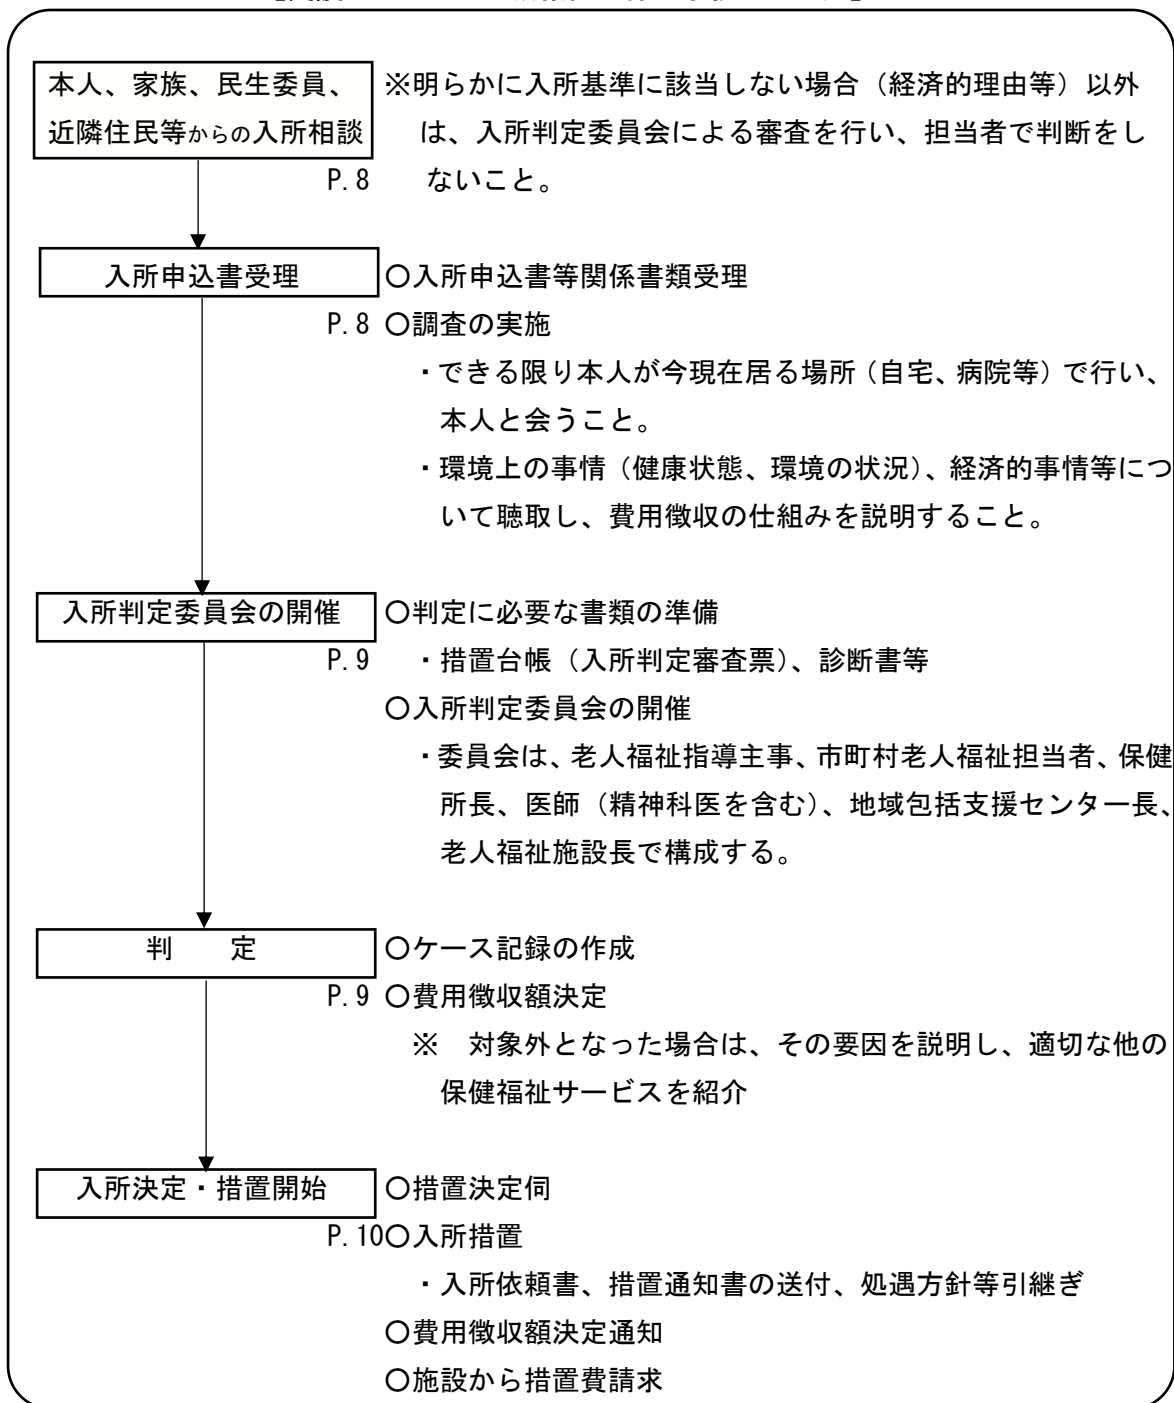 本人、家族、民生委員、
近隣住民等からの入所相談
※明らかに入所基準に該当しない場合（経済的理由等）以外
は、入所判定委員会による審査を行い、担当者で判断をし
P.8 ないこと。
入所申込書受理
〇入所申込書等関係書類受理
P.8 〇調査の実施
・できる限り本人が今現在居る場所（自宅、病院等）で行い、
本人と会うこと。
・環境上の事情（健康状態、環境の状況）、経済的事情等につ
いて聴取し、費用徴収の仕組みを説明すること。
入所判定委員会の開催
〇判定に必要な書類の準備
P.9 ・措置台帳（入所判定審査票）、診断書等
〇入所判定委員会の開催
・委員会は、老人福祉指導主事、市町村老人福祉担当者、保健
所長、医師（精神科医を含む）、地域包括支援センター長、
老人福祉施設長で構成する。
判　　定
〇ケース記録の作成
P.9 〇費用徴収額決定
※　対象外となった場合は、その要因を説明し、適切な他の
保健福祉サービスを紹介
入所決定・措置開始
〇措置決定伺
P.10〇入所措置
・入所依頼書、措置通知書の送付、処遇方針等引継ぎ
〇費用徴収額決定通知
〇施設から措置費請求